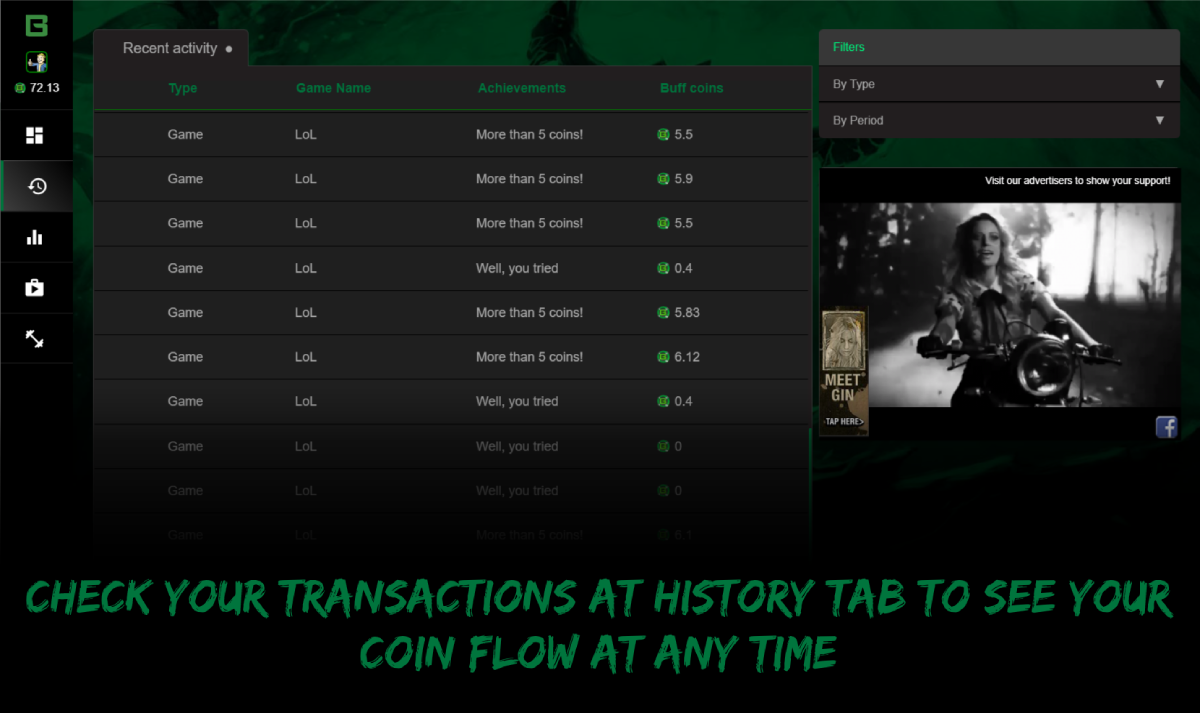 72.13
Recent activity
Type Game Name Achievements Buff coins
Game LoL More than 5 coins! 5.5
Game LoL More than 5 coins! 5.9
Game LoL More than 5 coins! 5.5
Game LoL Well, you tried 0.4
Game LoL More than 5 coins! 5.83
Game LoL More than 5 coins! 6.12
Game LoL Well, you tried 0.4
Game LoL Well, you tried 0
Game LoL Well, you tried 0
Game LoL More than 5 coins! 6.1
Filters
By Type
By Period
Visit our advertisers to show your support!
MEET
GIN
TAP HERE>
CHECK YOUR TRANSACTIONS AT HISTORY TAB TO SEE YOUR
COIN FLOW AT ANY TIME